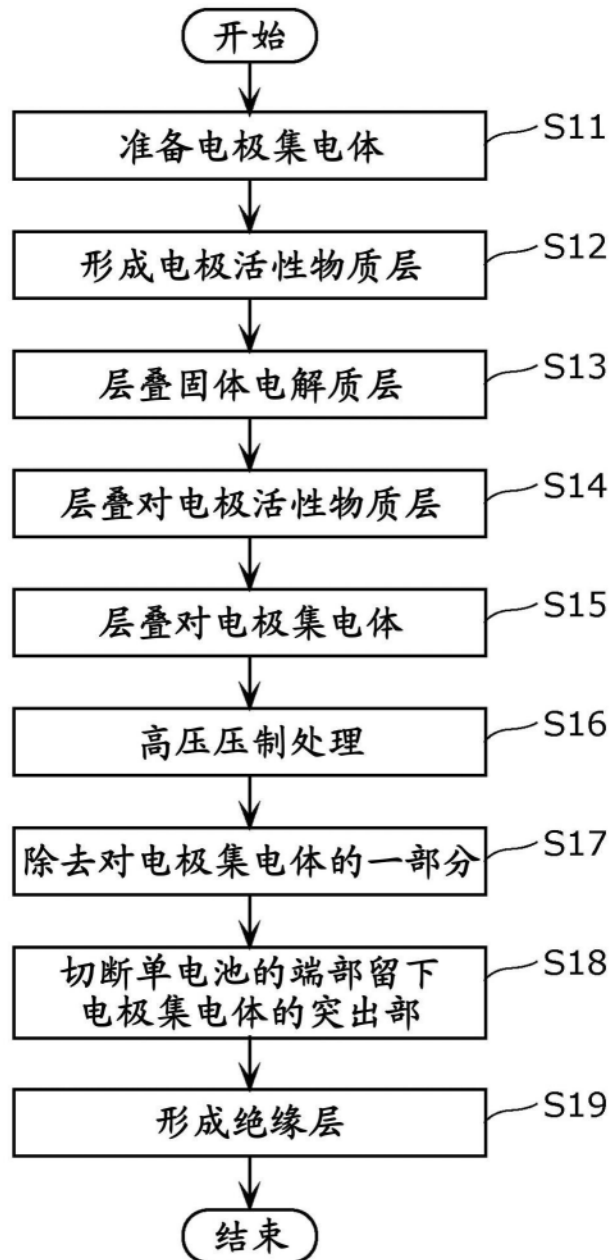 开始
准备电极集电体
S11
形成电极活性物质层
S12
层叠固体电解质层
S13
层叠对电极活性物质层
S14
层叠对电极集电体
S15
高压压制处理
S16
除去对电极集电体的一部分
S17
切断单电池的端部留下
电极集电体的突出部
S18
形成绝缘层
S19
结束